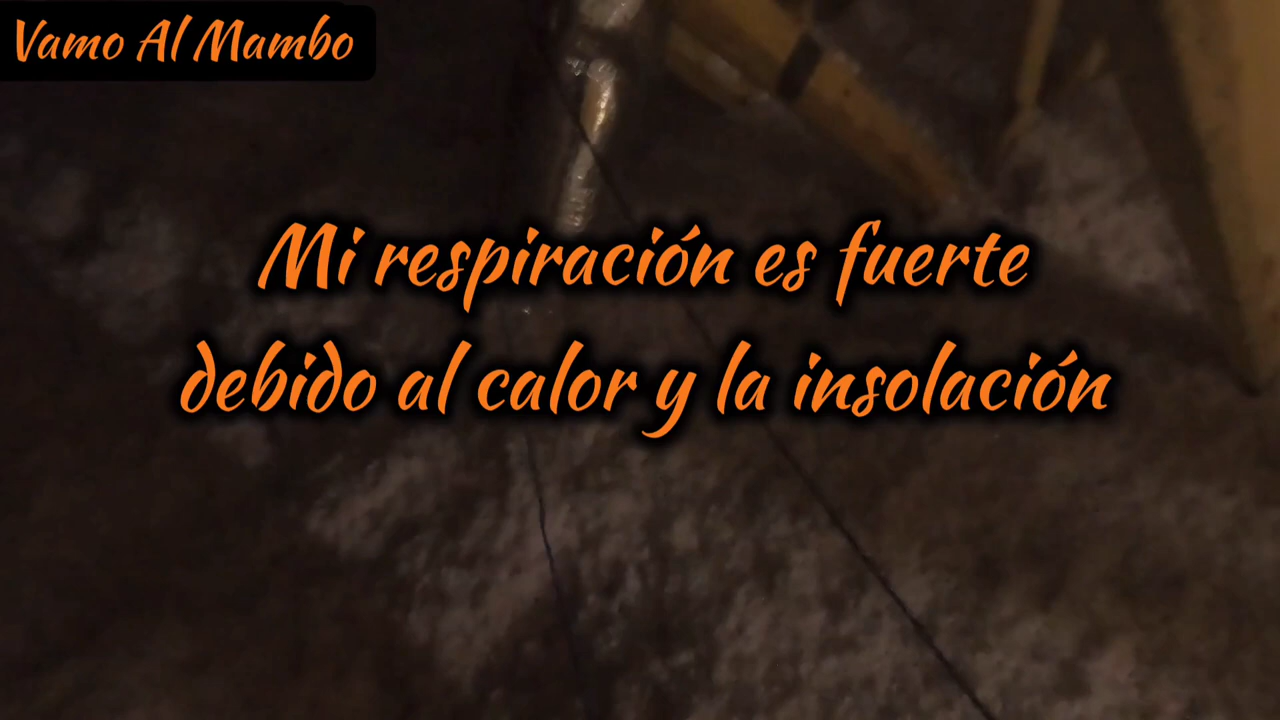 Vamo Al Mambo
Mi respiración es fuerte
debido al calor y la insolación